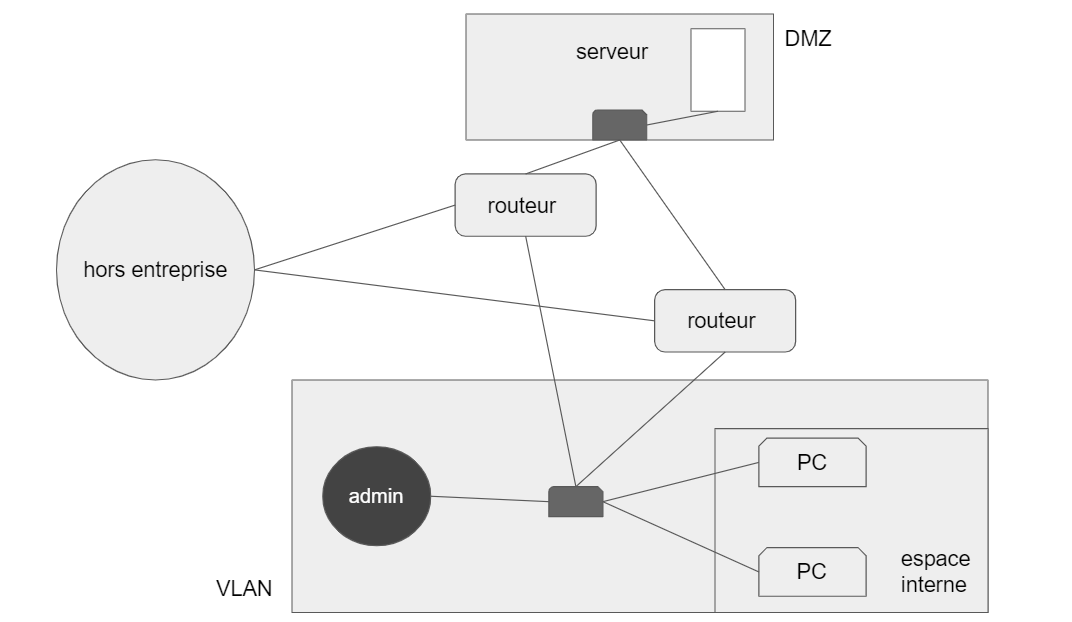 serveur
DMZ
routeur
hors entreprise
routeur
PC
admin
PC
espace
interne
VLAN